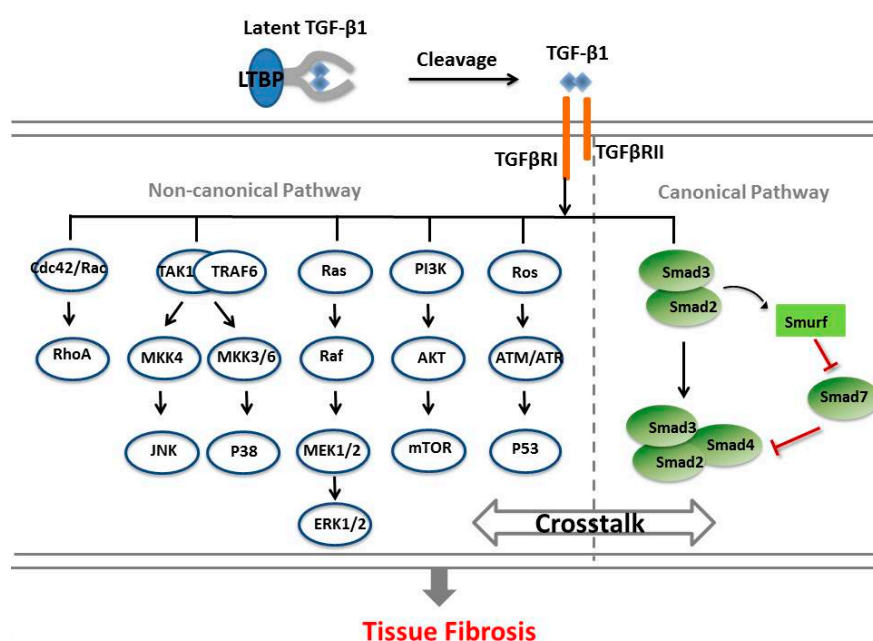 Latent TGF-β1
LTBP
Cleavage
TGF-β1
TGFβRI
TGFβRII
Non-canonical Pathway
Canonical Pathway
Cdc42/Rac
TAK1
TRAF6
Ras
PI3K
Ros
Smad3
Smad2
Smurf
RhoA
MKK4
MKK3/6
Raf
AKT
ATM/ATR
Smad7
JNK
P38
MEK1/2
mTOR
P53
Smad3
Smad4
Smad2
ERK1/2
Crosstalk
Tissue Fibrosis